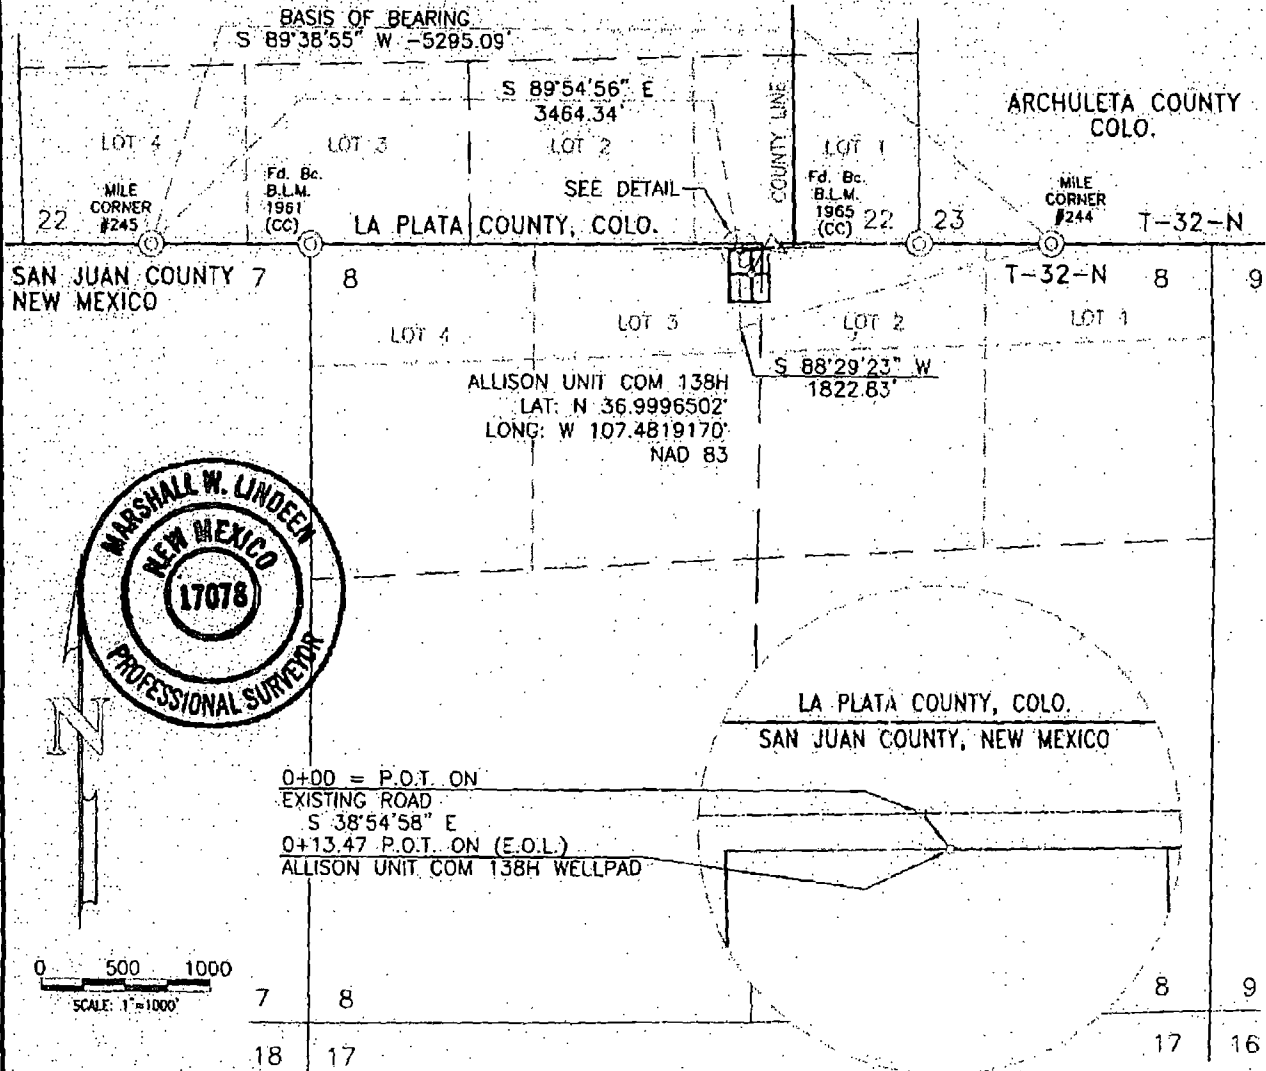 BASIS OF BEARING
S 89°38'55" W -5295.09'
S 89°54'56" E
3464.34'
COUNTY LINE
ARCHULETA COUNTY
COLO.
LOT 4
LOT 3
LOT 2
LOT 1
MILE
CORNER
#245
Fd. Bc.
B.L.M.
1961
(CC)
SEE DETAIL
Fd. Bc.
B.L.M.
1965
(CC)
MILE
CORNER
#244
22
LA PLATA COUNTY, COLO.
22
23
T-32-N
SAN JUAN COUNTY
NEW MEXICO
7
8
T-32-N
8
9
LOT 4
LOT 3
LOT 2
LOT 1
S 88°29'23" W
1822.83'
ALLISON UNIT COM 138H
LAT: N 36.9996502°
LONG: W 107.4819170°
NAD 83
MARSHALL W. LINDEEN
NEW MEXICO
17078
PROFESSIONAL SURVEYOR
N
LA PLATA COUNTY, COLO.
SAN JUAN COUNTY, NEW MEXICO
0+00 = P.O.T. ON
EXISTING ROAD
S 38°54'58" E
0+13.47 P.O.T. ON (E.O.L.)
ALLISON UNIT COM 138H WELLPAD
0 500 1000
SCALE: 1"=1000'
7
8
8
9
18
17
17
16